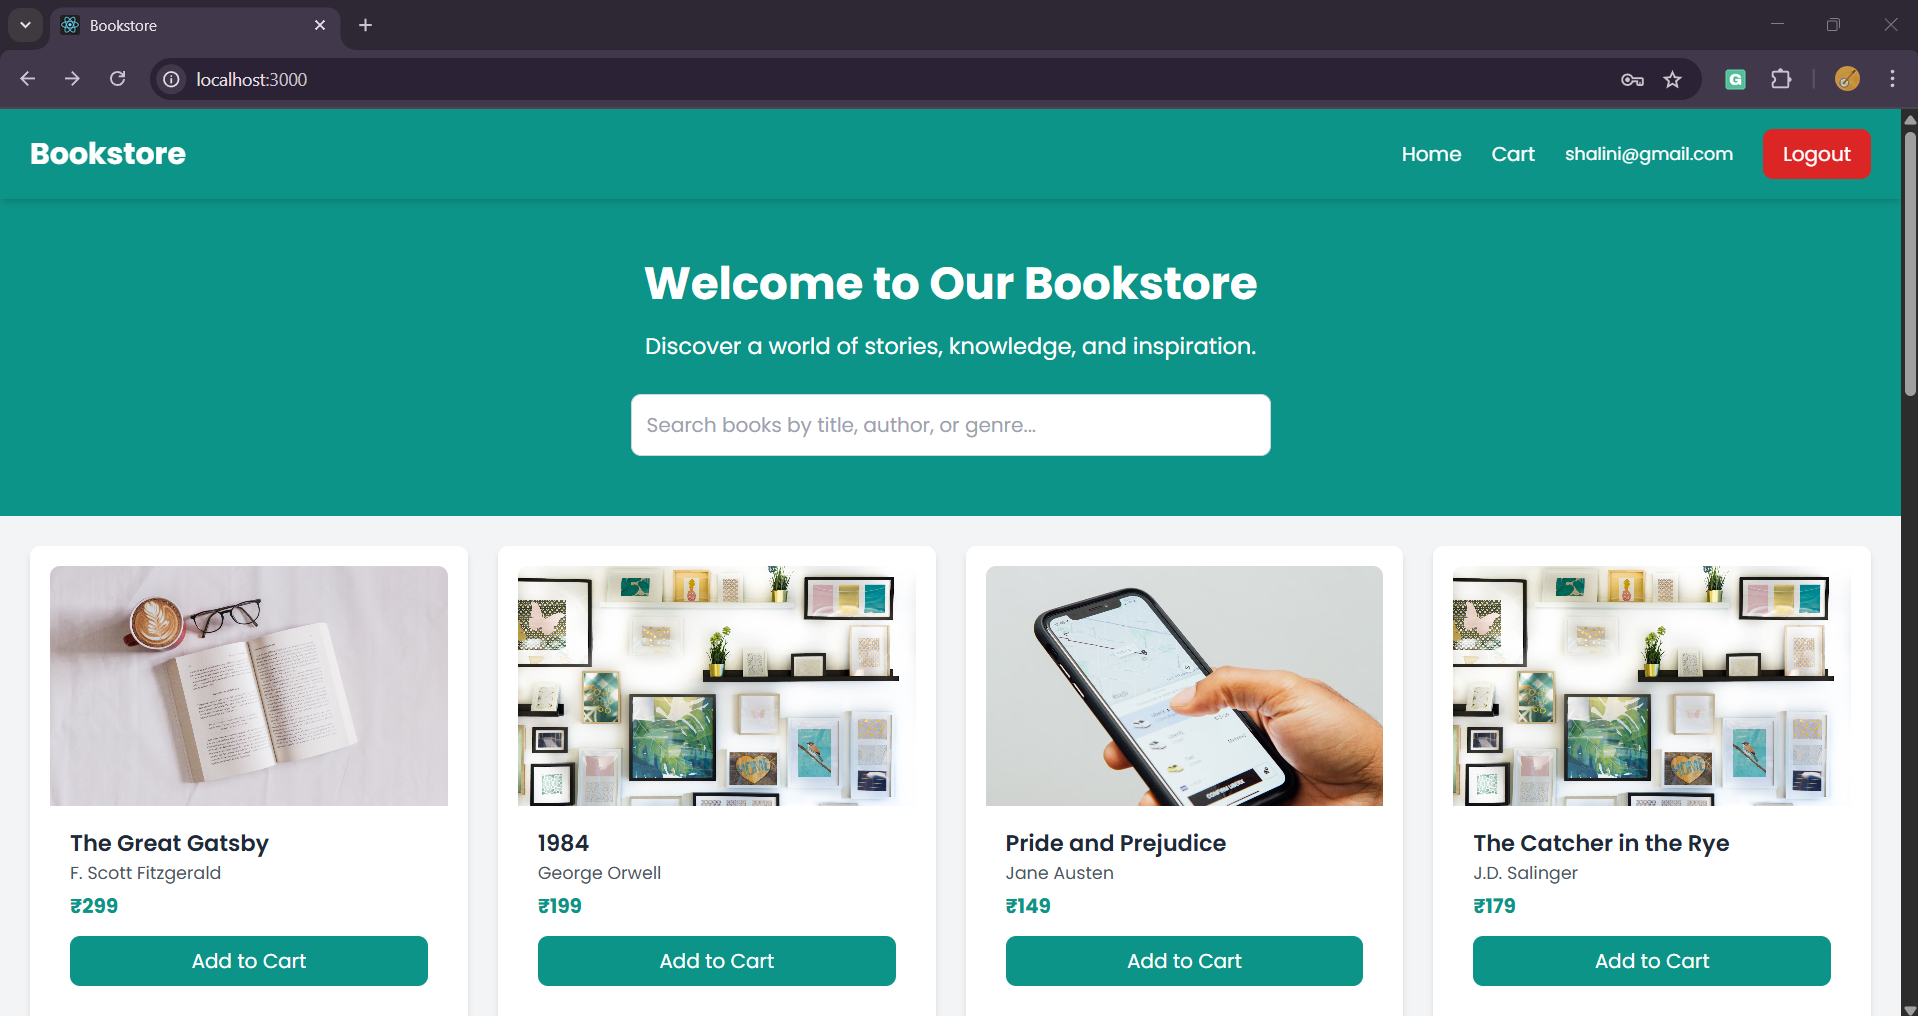 Bookstore
localhost:3000
Bookstore
Home Cart shalini@gmail.com Logout
Welcome to Our Bookstore
Discover a world of stories, knowledge, and inspiration.
Search books by title, author, or genre...
The Great Gatsby
F. Scott Fitzgerald
₹299
Add to Cart
1984
George Orwell
₹199
Add to Cart
Pride and Prejudice
Jane Austen
₹149
Add to Cart
The Catcher in the Rye
J.D. Salinger
₹179
Add to Cart